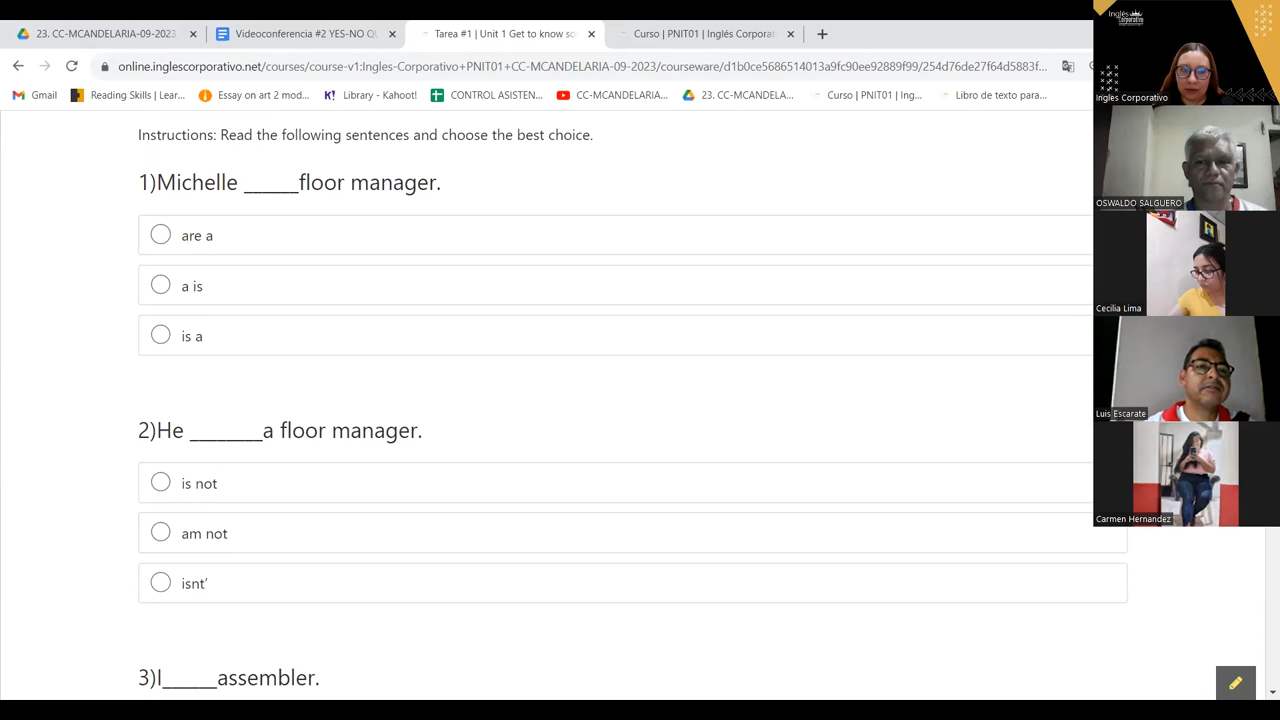 23. CC-MCANDELARIA-09-2023
Videoconferencia #2 YES-NO Q
Tarea #1 | Unit 1 Get to know so
Curso | PNIT01 | Inglés Corporat
online.inglescorporativo.net/courses/course-v1:Ingles-Corporativo+PNIT01+CC-MCANDELARIA-09-2023/courseware/d1b0ce5686514013a9fc90ee92889f99/254d76de27f64d5883f...
Gmail
Reading Skills | Lear...
Essay on art 2 mod...
Library - Ka
CONTROL ASISTEN...
CC-MCANDELARIA
23. CC-MCANDELA...
Curso | PNIT01 | Ing...
Libro de texto para...
Instructions: Read the following sentences and choose the best choice.
1)Michelle ______floor manager.
are a
a is
is a
2)He ________a floor manager.
is not
am not
isnt’
3)I______assembler.
Inglés
Corporativo
Ingles Corporativo
OSWALDO SALGUERO
Cecilia Lima
Luis Escarate
Carmen Hernandez